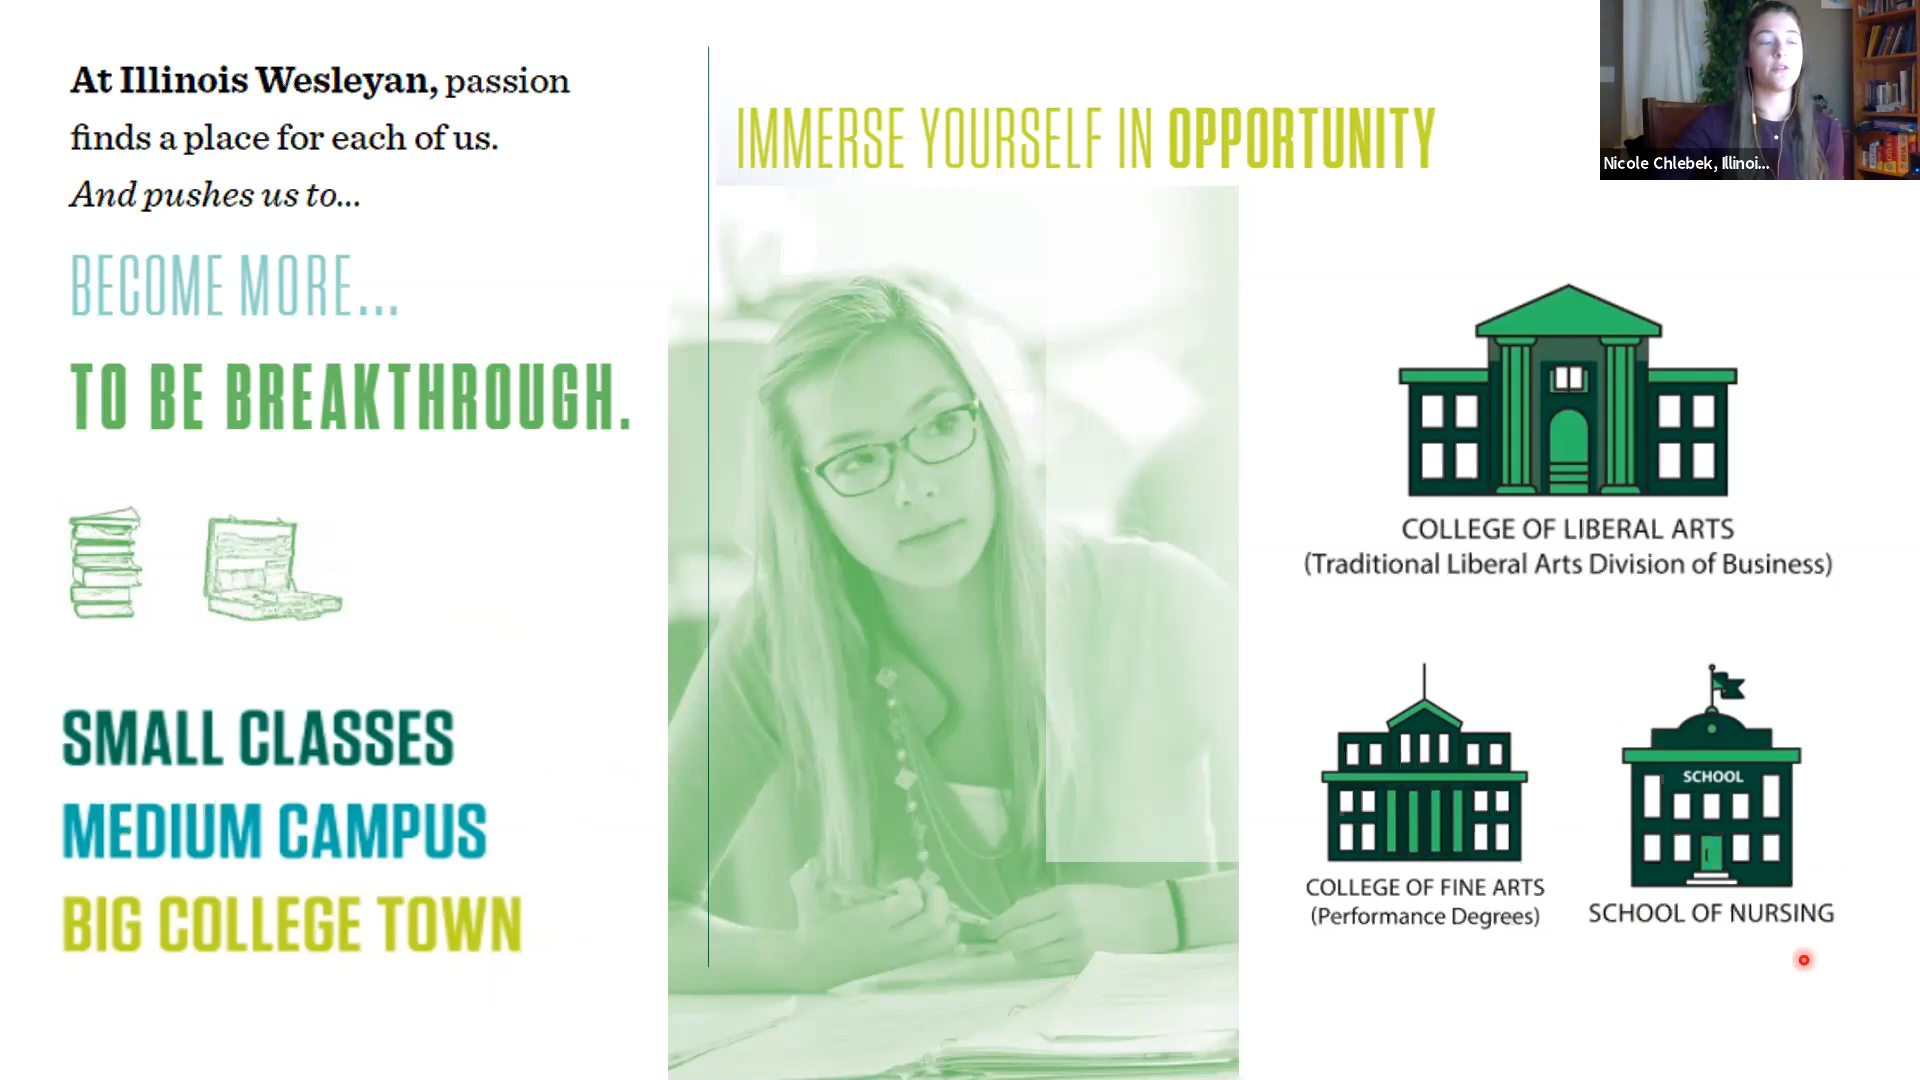 At Illinois Wesleyan, passion
finds a place for each of us.
And pushes us to...
BECOME MORE...
TO BE BREAKTHROUGH.
SMALL CLASSES
MEDIUM CAMPUS
BIG COLLEGE TOWN
IMMERSE YOURSELF IN OPPORTUNITY
Nicole Chlebek, Illinoi...
COLLEGE OF LIBERAL ARTS
(Traditional Liberal Arts Division of Business)
COLLEGE OF FINE ARTS
(Performance Degrees)
SCHOOL
SCHOOL OF NURSING